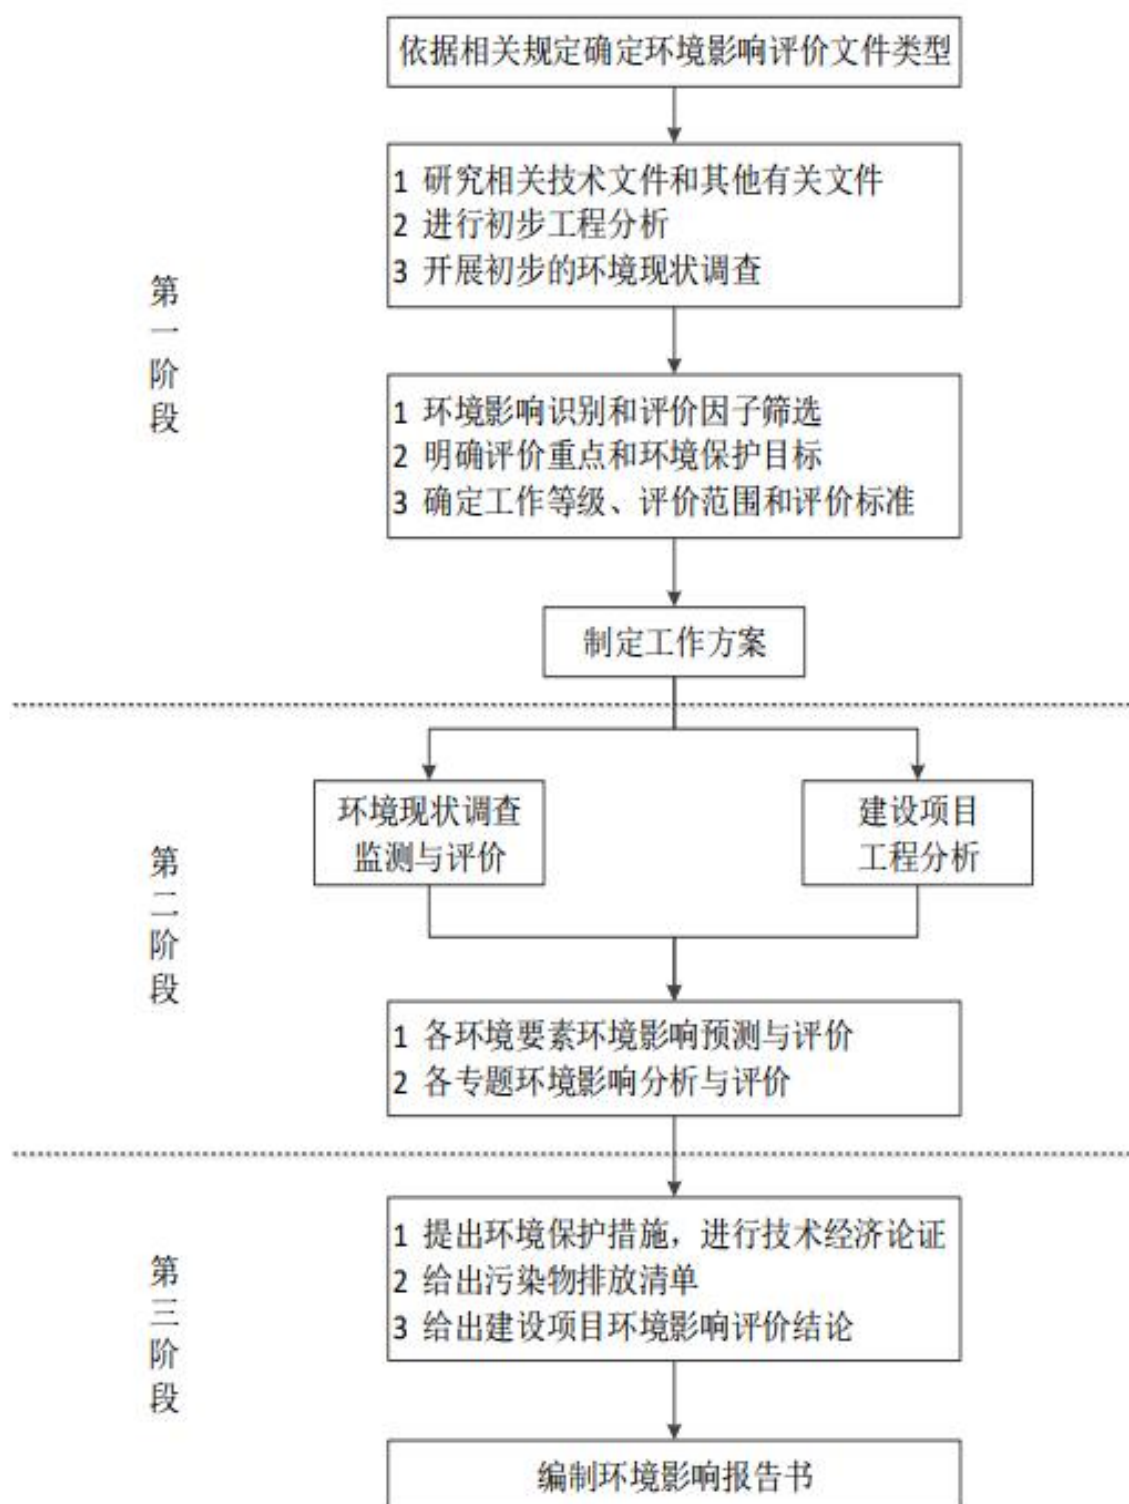 依据相关规定确定环境影响评价文件类型
1 研究相关技术文件和其他有关文件
2 进行初步工程分析
3 开展初步的环境现状调查
第一阶段
1 环境影响识别和评价因子筛选
2 明确评价重点和环境保护目标
3 确定工作等级、评价范围和评价标准
制定工作方案
环境现状调查
监测与评价
建设项目
工程分析
第二阶段
1 各环境要素环境影响预测与评价
2 各专题环境影响分析与评价
1 提出环境保护措施，进行技术经济论证
2 给出污染物排放清单
3 给出建设项目环境影响评价结论
第三阶段
编制环境影响报告书